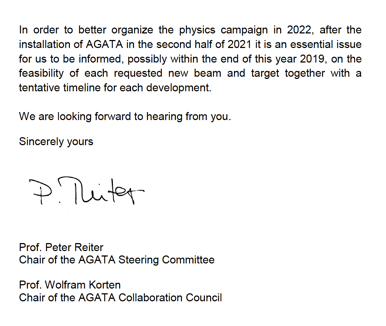 In order to better organize the physics campaign in 2022, after the
installation of AGATA in the second half of 2021 it is an essential issue
for us to be informed, possibly within the end of this year 2019, on the
feasibility of each requested new beam and target together with a
tentative timeline for each development.
We are looking forward to hearing from you.
Sincerely yours
P. Reiter
Prof. Peter Reiter
Chair of the AGATA Steering Committee
Prof. Wolfram Korten
Chair of the AGATA Collaboration Council